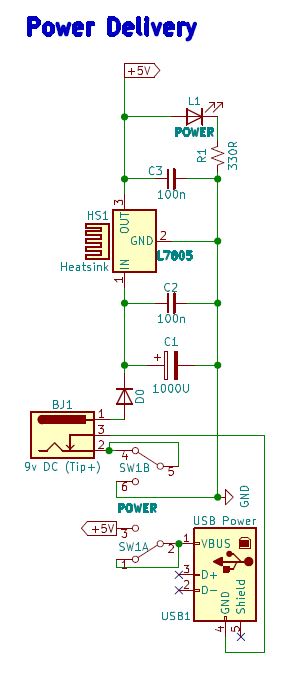 Power Delivery
+5V
L1
POWER
R1
330R
C3
100n
3
HS1
OUT
GND
2
L7805
IN
Heatsink
1
C2
100n
C1
+
1000U
D0
BJ1
1
3
2
9v DC (Tip+)
4
SW1B
5
6
POWER
GND
USB Power
+5V
3
SW1A
2
1
1
VBUS
3
D+
2
D-
GND
Shield
USB1
4
5